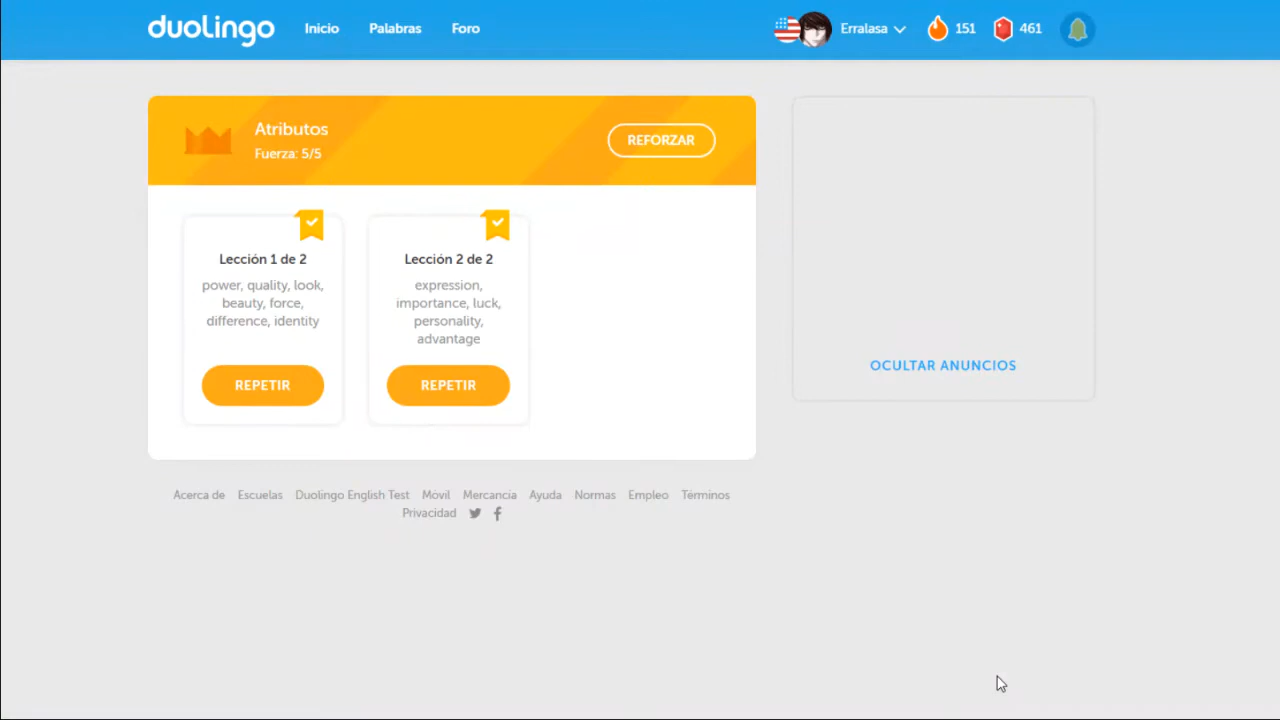 duolingo Inicio Palabras Foro Erralasa 151 461
Atributos
Fuerza: 5/5
REFORZAR
Lección 1 de 2
power, quality, look,
beauty, force,
difference, identity
REPETIR
Lección 2 de 2
expression,
importance, luck,
personality,
advantage
REPETIR
OCULTAR ANUNCIOS
Acerca de Escuelas Duolingo English Test Móvil Mercancía Ayuda Normas Empleo Términos
Privacidad